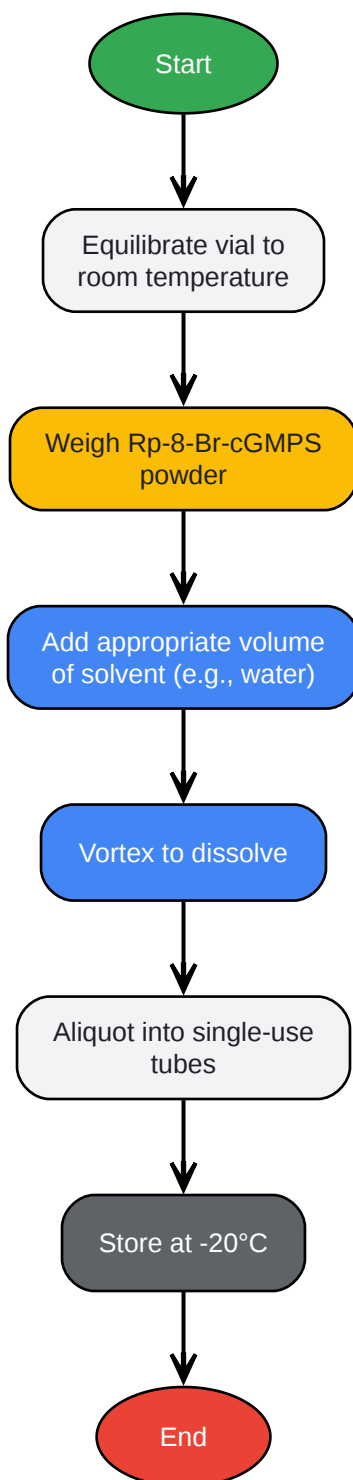 Start
Equilibrate vial to
room temperature
Weigh Rp-8-Br-cGMPS
powder
Add appropriate volume
of solvent (e.g., water)
Vortex to dissolve
Aliquot into single-use
tubes
Store at -20°C
End